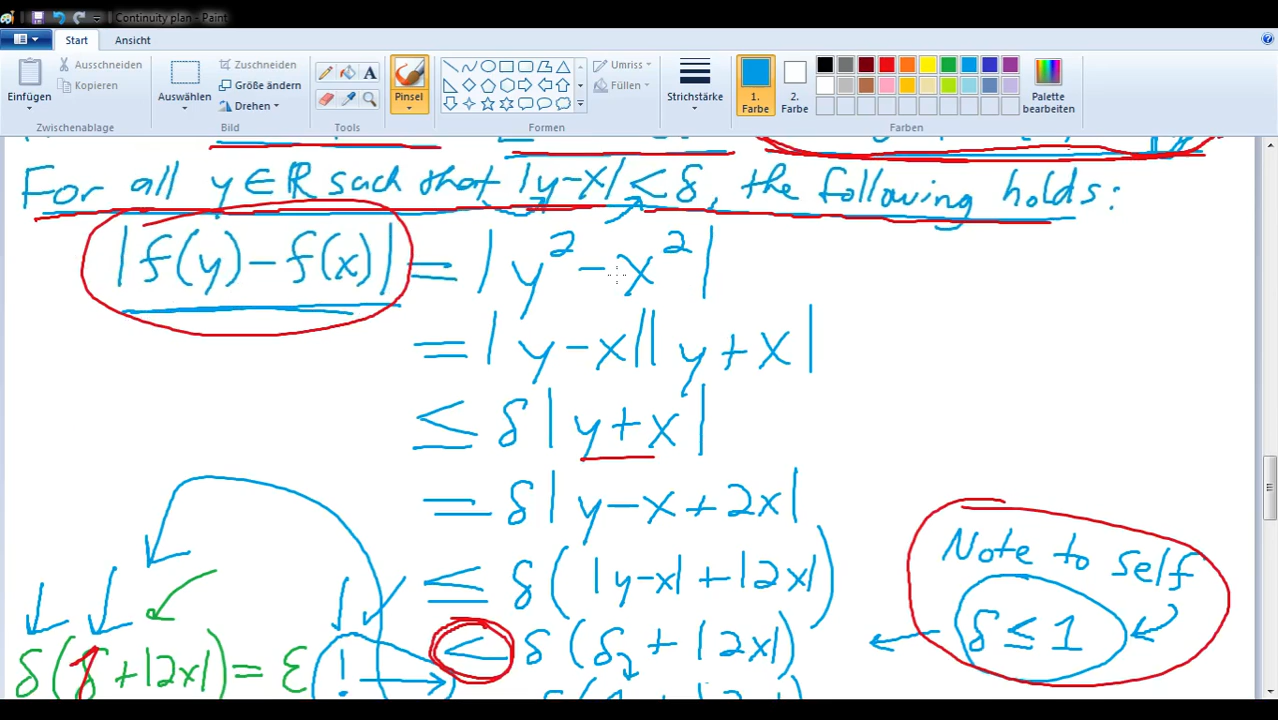 Continuity plan - Paint
Start Ansicht
Einfügen
Ausschneiden
Kopieren
Zwischenablage
Auswählen
Zuschneiden
Größe ändern
Drehen
Bild
Pinsel
A
Tools
Umriss
Füllen
Formen
Strichstärke
1. Farbe
2. Farbe
Farben
Palette bearbeiten
For all y∈ℝ such that |y-x|<δ, the following holds:
|f(y)-f(x)| = |y²-x²|
= |y-x||y+x|
≤ δ|y+x|
= δ|y-x+2x|
≤ δ(|y-x|+|2x|)
Note to self
δ ≤ 1
< δ(δ+|2x|)
δ(δ+|2x|)=ε !